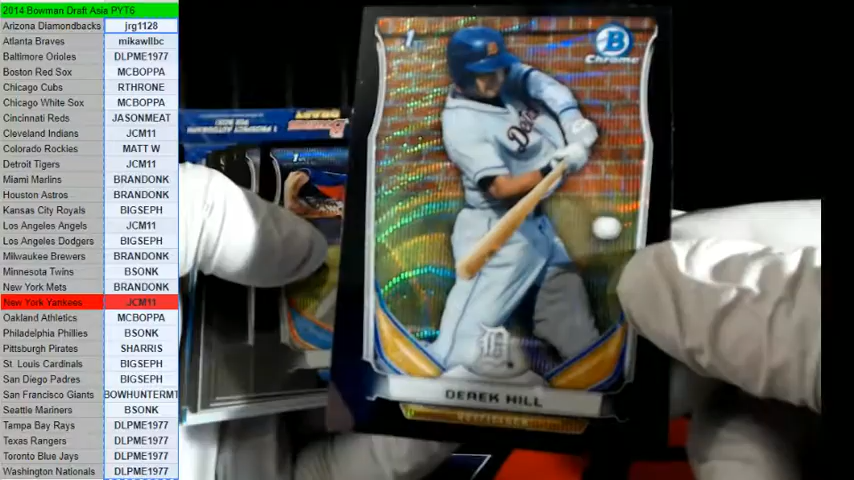 2014 Bowman Draft Asia PYT6
Arizona Diamondbacks jrg1128
Atlanta Braves mikawllbc
Baltimore Orioles DLPME1977
Boston Red Sox MCBOPPA
Chicago Cubs RTHRONE
Chicago White Sox MCBOPPA
Cincinnati Reds JASONMEAT
Cleveland Indians JCM11
Colorado Rockies MATT W
Detroit Tigers JCM11
Miami Marlins BRANDONK
Houston Astros BRANDONK
Kansas City Royals BIGSEPH
Los Angeles Angels JCM11
Los Angeles Dodgers BIGSEPH
Milwaukee Brewers BRANDONK
Minnesota Twins BSONK
New York Mets BRANDONK
New York Yankees JCM11
Oakland Athletics MCBOPPA
Philadelphia Phillies BSONK
Pittsburgh Pirates SHARRIS
St. Louis Cardinals BIGSEPH
San Diego Padres BIGSEPH
San Francisco Giants BOWHUNTERMT
Seattle Mariners BSONK
Tampa Bay Rays DLPME1977
Texas Rangers DLPME1977
Toronto Blue Jays DLPME1977
Washington Nationals DLPME1977
1st
B
Chrome
Detroit
D
DEREK HILL